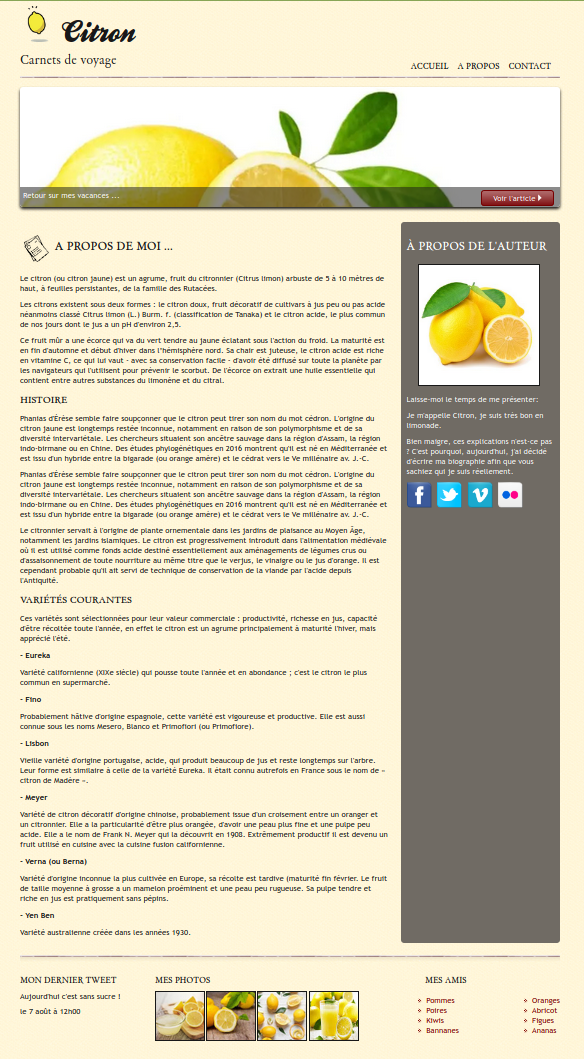 Citron
Carnets de voyage
ACCUEIL A PROPOS CONTACT
Retour sur mes vacances ...
Voir l'article
A PROPOS DE MOI ...
Le citron (ou citron jaune) est un agrume, fruit du citronnier (Citrus limon) arbuste de 5 à 10 mètres de
haut, à feuilles persistantes, de la famille des Rutacées.
Les citrons existent sous deux formes : le citron doux, fruit décoratif de cultivars à jus peu ou pas acide
néanmoins classé Citrus limon (L.) Burm. f. (classification de Tanaka) et le citron acide, le plus commun
de nos jours dont le jus a un pH d'environ 2,5.
Ce fruit mûr a une écorce qui va du vert tendre au jaune éclatant sous l'action du froid. La maturité est
en fin d'automne et début d'hiver dans l'hémisphère nord. Sa chair est juteuse, le citron acide est riche
en vitamine C, ce qui lui vaut - avec sa conservation facile - d'avoir été diffusé sur toute la planète par
les navigateurs qui l'utilisent pour prévenir le scorbut. De l'écorce on extrait une huile essentielle qui
contient entre autres substances du limonène et du citral.
HISTOIRE
Phanias d'Érèse semble faire soupçonner que le citron peut tirer son nom du mot cédron. L'origine du
citron jaune est longtemps restée inconnue, notamment en raison de son polymorphisme et de sa
diversité intervariétale. Les chercheurs situaient son ancêtre sauvage dans la région d'Assam, la région
indo-birmane ou en Chine. Des études phylogénétiques en 2016 montrent qu'il est né en Méditerranée et
est issu d'un hybride entre la bigarade (ou orange amère) et le cédrat vers le Ve millénaire av. J.-C.
Phanias d'Érèse semble faire soupçonner que le citron peut tirer son nom du mot cédron. L'origine du
citron jaune est longtemps restée inconnue, notamment en raison de son polymorphisme et de sa
diversité intervariétale. Les chercheurs situaient son ancêtre sauvage dans la région d'Assam, la région
indo-birmane ou en Chine. Des études phylogénétiques en 2016 montrent qu'il est né en Méditerranée et
est issu d'un hybride entre la bigarade (ou orange amère) et le cédrat vers le Ve millénaire av. J.-C.
Le citronnier servait à l'origine de plante ornementale dans les jardins de plaisance au Moyen Âge,
notamment les jardins islamiques. Le citron est progressivement introduit dans l'alimentation médiévale
où il est utilisé comme fonds acide destiné essentiellement aux aménagements de légumes crus ou
d'assaisonnement de toute nourriture au même titre que le verjus, le vinaigre ou le jus d'orange. Il est
cependant probable qu'il ait servi de technique de conservation de la viande par l'acide depuis
l'Antiquité.
VARIÉTÉS COURANTES
Ces variétés sont sélectionnées pour leur valeur commerciale : productivité, richesse en jus, capacité
d'être récoltée toute l'année, en effet le citron est un agrume principalement à maturité l'hiver, mais
apprécié l'été.
- Eureka
Variété californienne (XIXe siècle) qui pousse toute l'année et en abondance ; c'est le citron le plus
commun en supermarché.
- Fino
Probablement hâtive d'origine espagnole, cette variété est vigoureuse et productive. Elle est aussi
connue sous les noms Mesero, Blanco et Primofiori (ou Primofiore).
- Lisbon
Vieille variété d'origine portugaise, acide, qui produit beaucoup de jus et reste longtemps sur l'arbre.
Leur forme est similaire à celle de la variété Eureka. Il était connu autrefois en France sous le nom de «
citron de Madère ».
- Meyer
Variété de citron décoratif d'origine chinoise, probablement issue d'un croisement entre un oranger et
un citronnier. Elle a la particularité d'être plus orangée, d'avoir une peau plus fine et une pulpe peu
acide. Elle a le nom de Frank N. Meyer qui la découvrit en 1908. Extrêmement productif il est devenu un
fruit utilisé en cuisine avec la cuisine fusion californienne.
- Verna (ou Berna)
Variété d'origine inconnue la plus cultivée en Europe, sa récolte est tardive (maturité fin février. Le fruit
de taille moyenne à grosse a un mamelon proéminent et une peau peu rugueuse. Sa pulpe tendre et
riche en jus est pratiquement sans pépins.
- Yen Ben
Variété australienne créée dans les années 1930.
À PROPOS DE L'AUTEUR
Laisse-moi le temps de me présenter:
Je m'appelle Citron, je suis très bon en
limonade.
Bien maigre, ces explications n'est-ce pas
? C'est pourquoi, aujourd'hui, j'ai décidé
d'écrire ma biographie afin que vous
sachiez qui je suis réellement.
MON DERNIER TWEET
Aujourd'hui c'est sans sucre !
le 7 août à 12h00
MES PHOTOS
MES AMIS
Pommes
Poires
Kiwis
Bannanes
Oranges
Abricot
Figues
Ananas